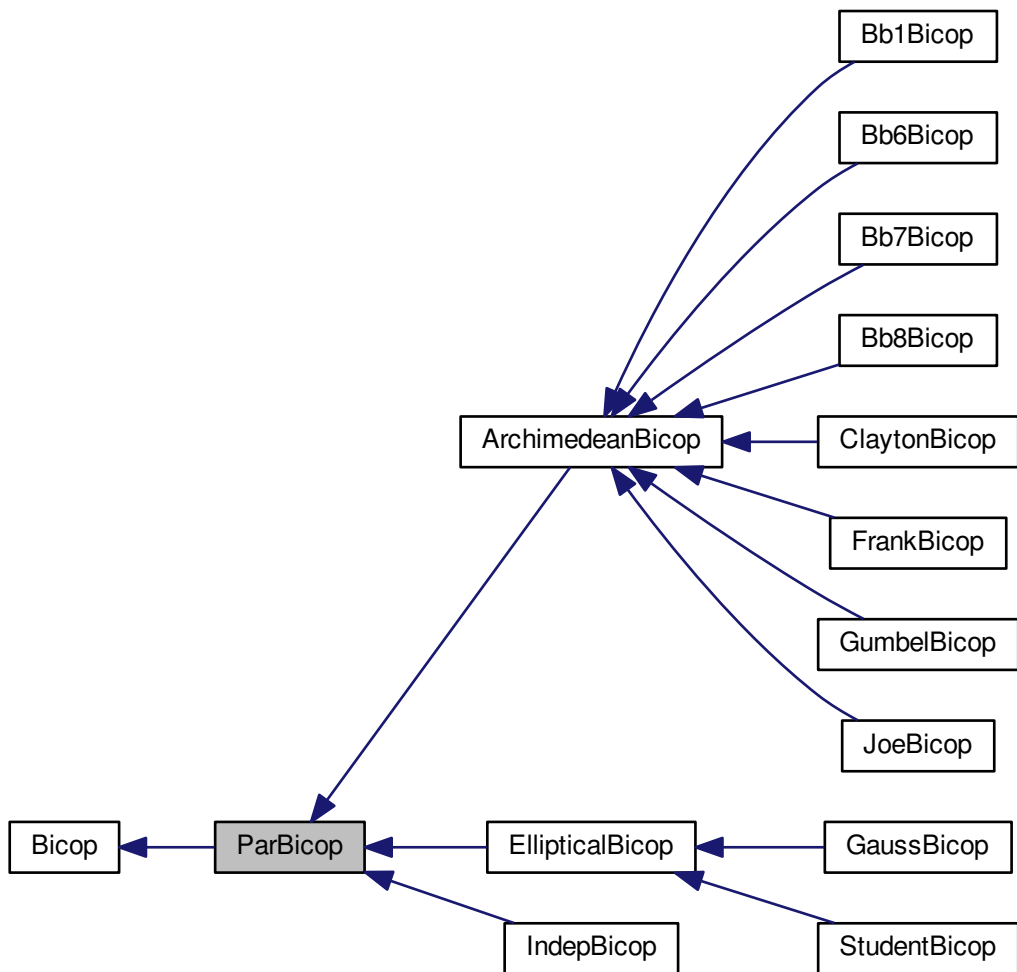 Bb1Bicop
Bb6Bicop
Bb7Bicop
Bb8Bicop
ArchimedeanBicop
ClaytonBicop
FrankBicop
GumbelBicop
JoeBicop
Bicop
ParBicop
EllipticalBicop
GaussBicop
IndepBicop
StudentBicop